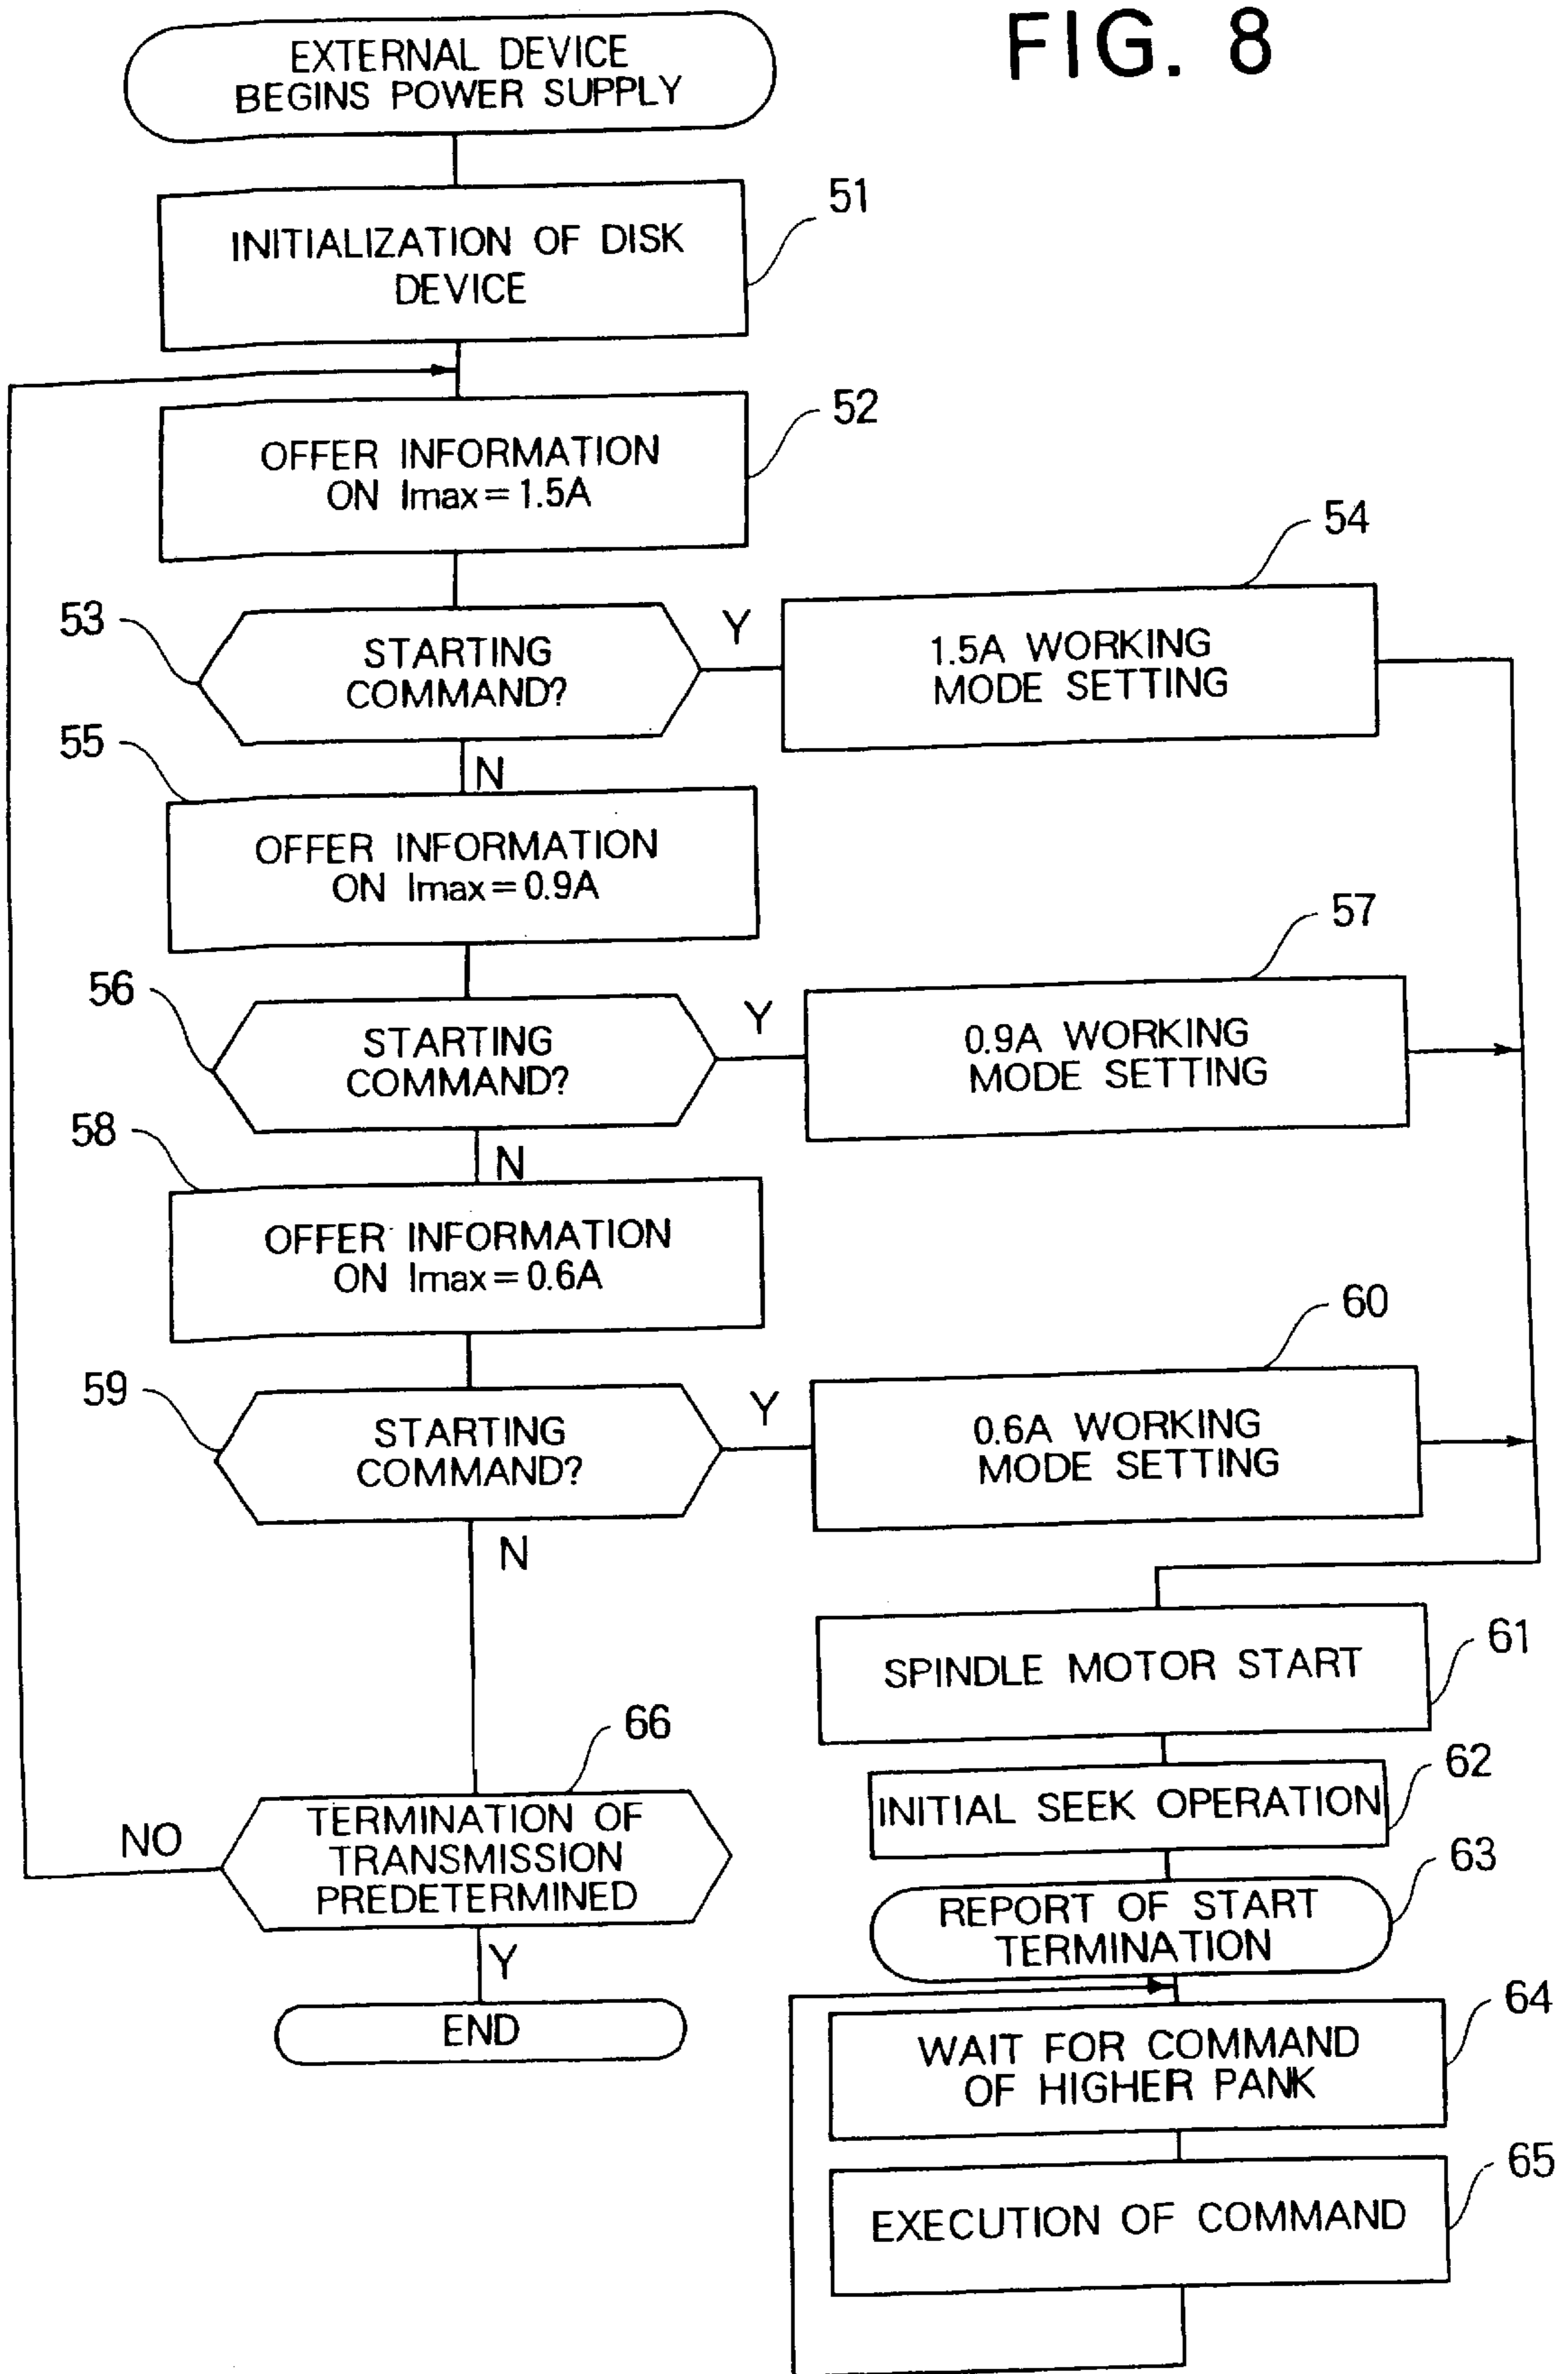 FIG. 8
EXTERNAL DEVICE
BEGINS POWER SUPPLY
51
INITIALIZATION OF DISK
DEVICE
52
OFFER INFORMATION
ON Imax = 1.5A
53
STARTING
COMMAND?
Y
54
1.5A WORKING
MODE SETTING
N
55
OFFER INFORMATION
ON Imax = 0.9A
56
STARTING
COMMAND?
Y
57
0.9A WORKING
MODE SETTING
N
58
OFFER INFORMATION
ON Imax = 0.6A
59
STARTING
COMMAND?
Y
60
0.6A WORKING
MODE SETTING
N
61
SPINDLE MOTOR START
62
INITIAL SEEK OPERATION
63
REPORT OF START
TERMINATION
64
WAIT FOR COMMAND
OF HIGHER PANK
65
EXECUTION OF COMMAND
66
TERMINATION OF
TRANSMISSION
PREDETERMINED
NO
Y
END